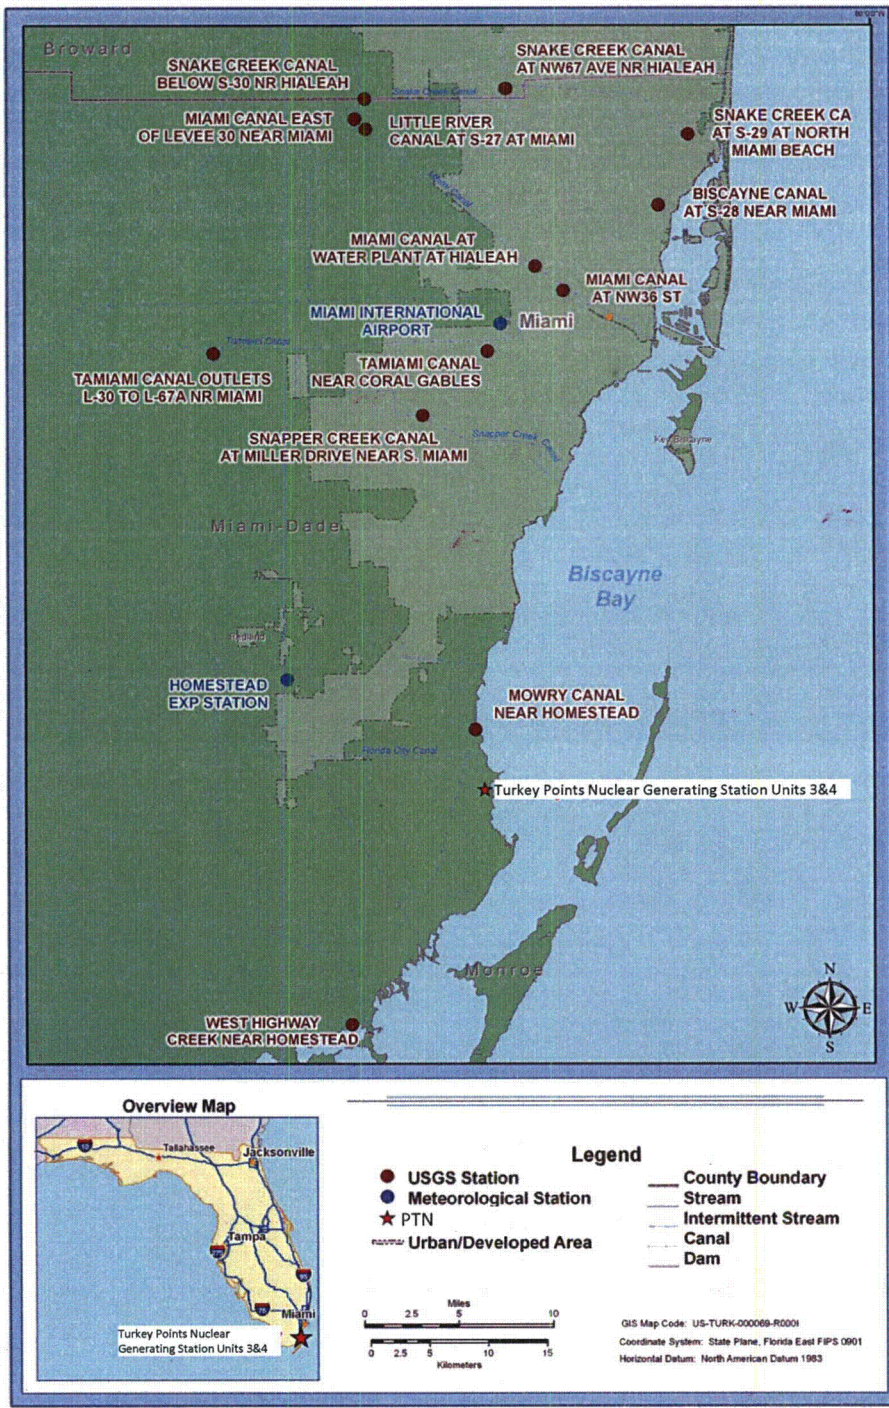 Broward
SNAKE CREEK CANAL
BELOW S-30 NR HIALEAH
SNAKE CREEK CANAL
AT NW67 AVE NR HIALEAH
Snake Creek Canal
MIAMI CANAL EAST
OF LEVEE 30 NEAR MIAMI
LITTLE RIVER
CANAL AT S-27 AT MIAMI
SNAKE CREEK CA
AT S-29 AT NORTH
MIAMI BEACH
Miami Canal
BISCAYNE CANAL
AT S-28 NEAR MIAMI
MIAMI CANAL AT
WATER PLANT AT HIALEAH
MIAMI CANAL
AT NW36 ST
MIAMI INTERNATIONAL
AIRPORT
Miami
Tamiami Canal
TAMIAMI CANAL OUTLETS
L-30 TO L-67A NR MIAMI
TAMIAMI CANAL
NEAR CORAL GABLES
SNAPPER CREEK CANAL
AT MILLER DRIVE NEAR S. MIAMI
Snapper Creek Canal
Key Biscayne
Miami-Dade
Biscayne
Bay
Redland
HOMESTEAD
EXP STATION
MOWRY CANAL
NEAR HOMESTEAD
Florida City Canal
Turkey Points Nuclear Generating Station Units 3&4
Monroe
WEST HIGHWAY
CREEK NEAR HOMESTEAD
N
W E
S
Overview Map
Tallahassee
Jacksonville
10
Tampa
95
75
Miami
Turkey Points Nuclear
Generating Station Units 3&4
Legend
USGS Station
Meteorological Station
PTN
Urban/Developed Area
County Boundary
Stream
Intermittent Stream
Canal
Dam
Miles
0 2.5 5 10
0 2.5 5 10 15
Kilometers
GIS Map Code: US-TURK-000069-R000I
Coordinate System: State Plane, Florida East FIPS 0901
Horizontal Datum: North American Datum 1983